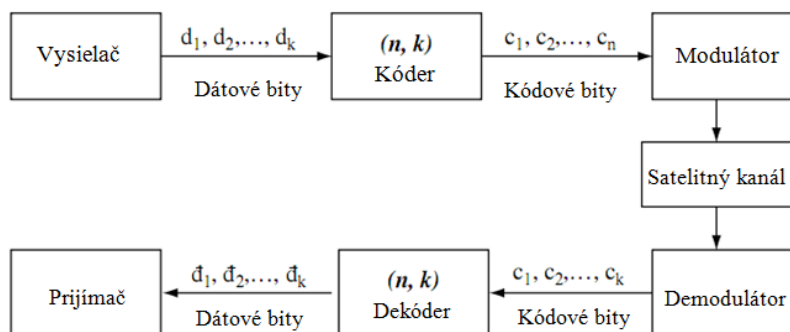 Vysielač
d₁, d₂,..., dₖ
Dátové bity
(n, k)
Kóder
c₁, c₂,..., cₙ
Kódové bity
Modulátor
Satelitný kanál
Demodulátor
c₁, c₂,..., cₖ
Kódové bity
(n, k)
Dekóder
đ₁, đ₂,..., đₖ
Dátové bity
Prijímač